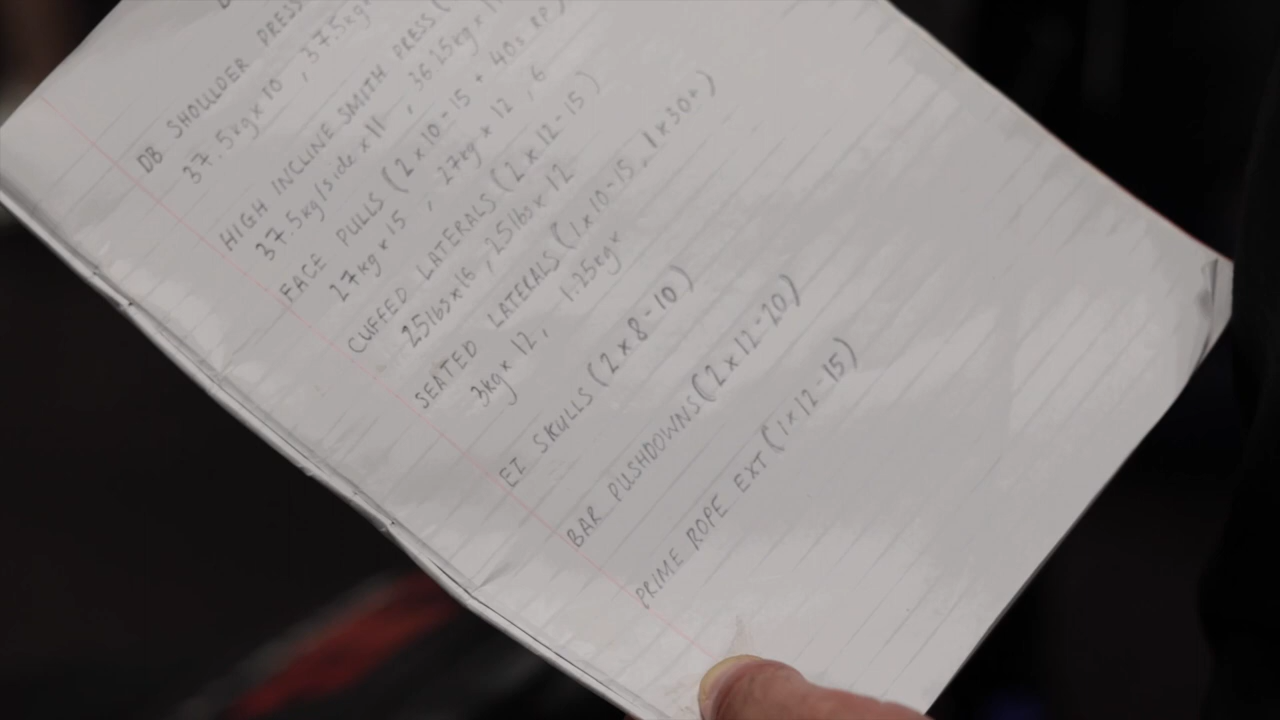 DB SHOULDER PRESS
37.5kg x 10, 37.5kg
HIGH INCLINE SMITH PRESS (
37.5kg/side x 11, 36.25kg x
FACE PULLS (2 x 10-15 + 40s RP)
27kg x 15, 27kg x 12, 6
CUFFED LATERALS (2 x 12-15)
25lbs x 16, 25lbs x 12
SEATED LATERALS (1 x 10-15, 1 x 30+)
3kg x 12, 1.25kg x
EZ SKULLS (2 x 8-10)
BAR PUSHDOWNS (2 x 12-20)
PRIME ROPE EXT (1 x 12-15)